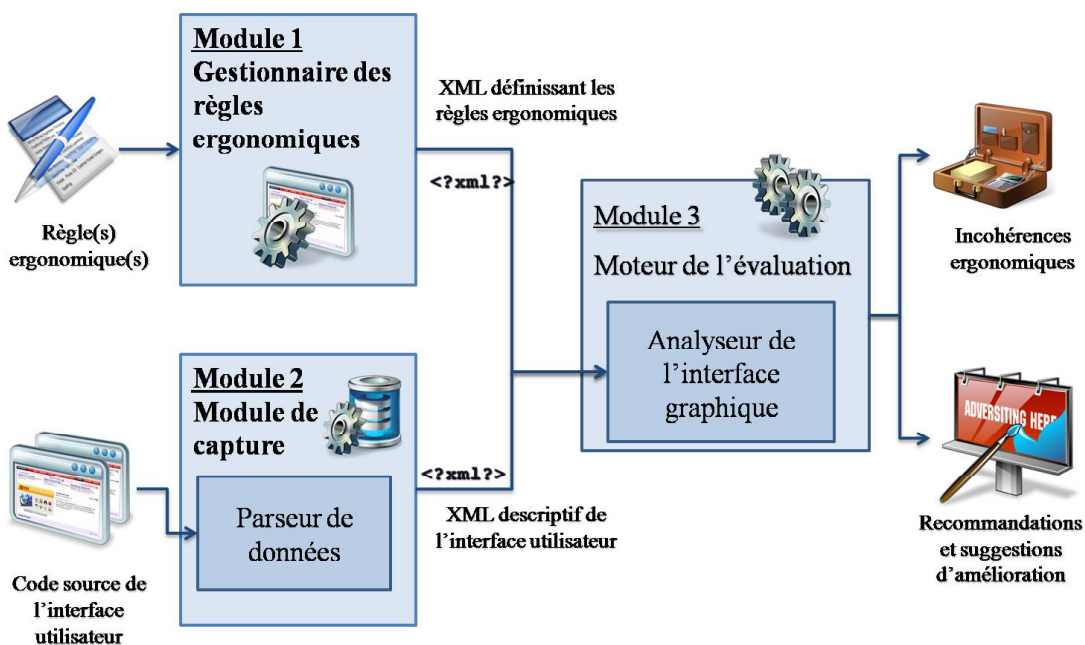 Module 1
Gestionnaire des
règles
ergonomiques
XML définissant les
règles ergonomiques
<?xml?>
Règle(s)
ergonomique(s)
Module 3
Moteur de l'évaluation
Analyseur de
l'interface
graphique
Incohérences
ergonomiques
Module 2
Module de
capture
Parseur de
données
<?xml?>
XML descriptif de
l'interface utilisateur
Code source de
l'interface
utilisateur
ADVERSITING HERE
Recommandations
et suggestions
d'amélioration